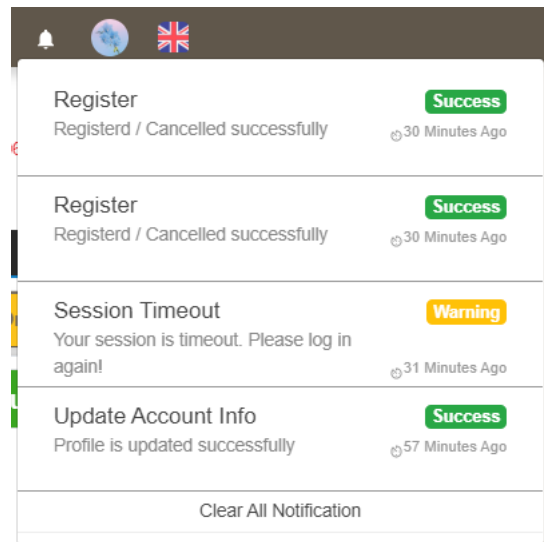 Register
Success
Registerd / Cancelled successfully
30 Minutes Ago
Register
Success
Registerd / Cancelled successfully
30 Minutes Ago
Session Timeout
Warning
Your session is timeout. Please log in
again!
31 Minutes Ago
Update Account Info
Success
Profile is updated successfully
57 Minutes Ago
Clear All Notification